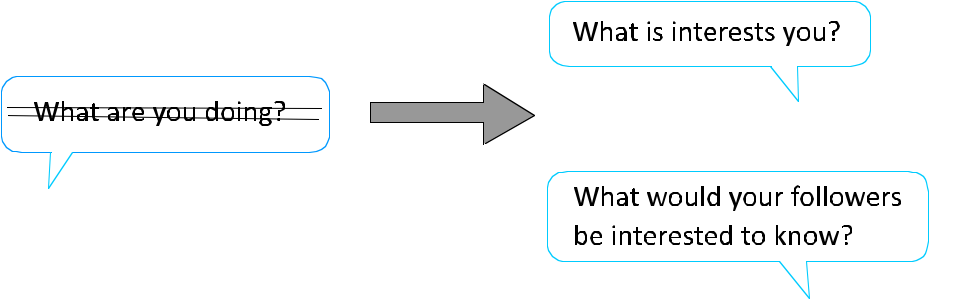 What are you doing?
What is interests you?
What would your followers
be interested to know?